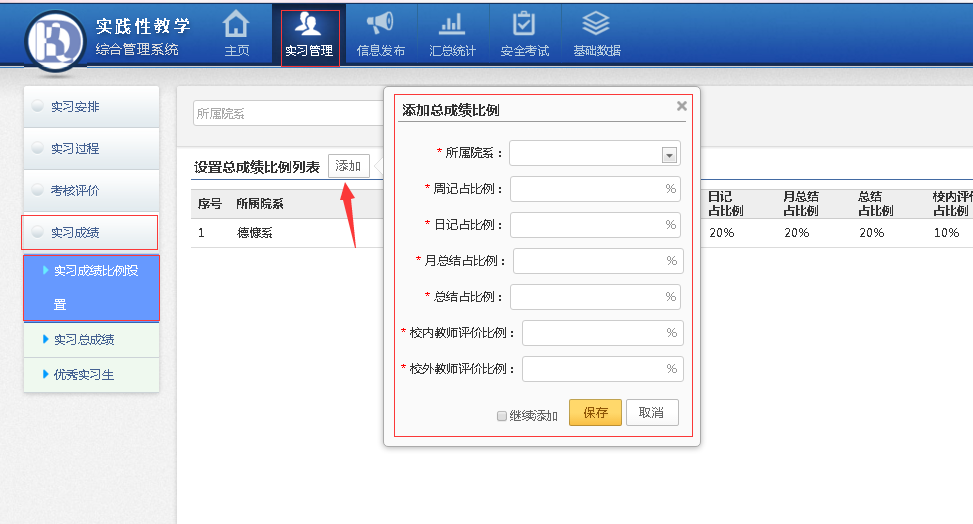 实践性教学
综合管理系统
主页
实习管理
信息发布
汇总统计
安全考试
基础数据
实习安排
实习过程
考核评价
实习成绩
实习成绩比例设
置
实习总成绩
优秀实习生
所属院系
设置总成绩比例列表
添加
序号 所属院系 日记
占比例 月总结
占比例 总结
占比例 校内评价
占比例
1 德慷系 20% 20% 20% 10%
添加总成绩比例
* 所属院系：
* 周记占比例： %
* 日记占比例： %
* 月总结占比例： %
* 总结占比例： %
* 校内教师评价比例： %
* 校外教师评价比例： %
继续添加
保存
取消